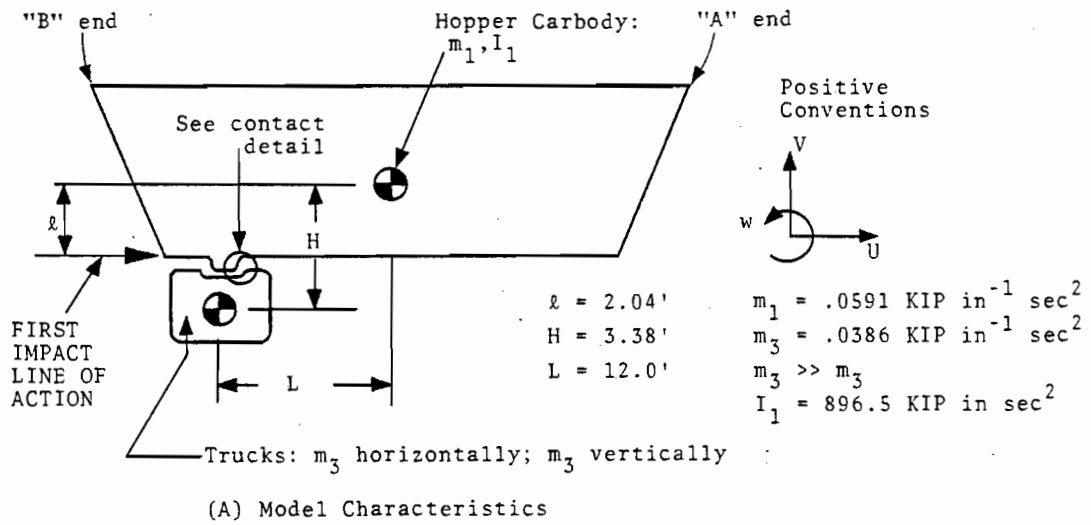 "B" end
Hopper Carbody:
m₁,I₁
"A" end
Positive
Conventions
See contact
detail
V
w
U
ℓ
H
L
FIRST
IMPACT
LINE OF
ACTION
ℓ = 2.04'
H = 3.38'
L = 12.0'
m₁ = .0591 KIP in⁻¹ sec²
m₃ = .0386 KIP in⁻¹ sec²
m₃ >> m₃
I₁ = 896.5 KIP in sec²
Trucks: m₃ horizontally; m₃ vertically
(A) Model Characteristics